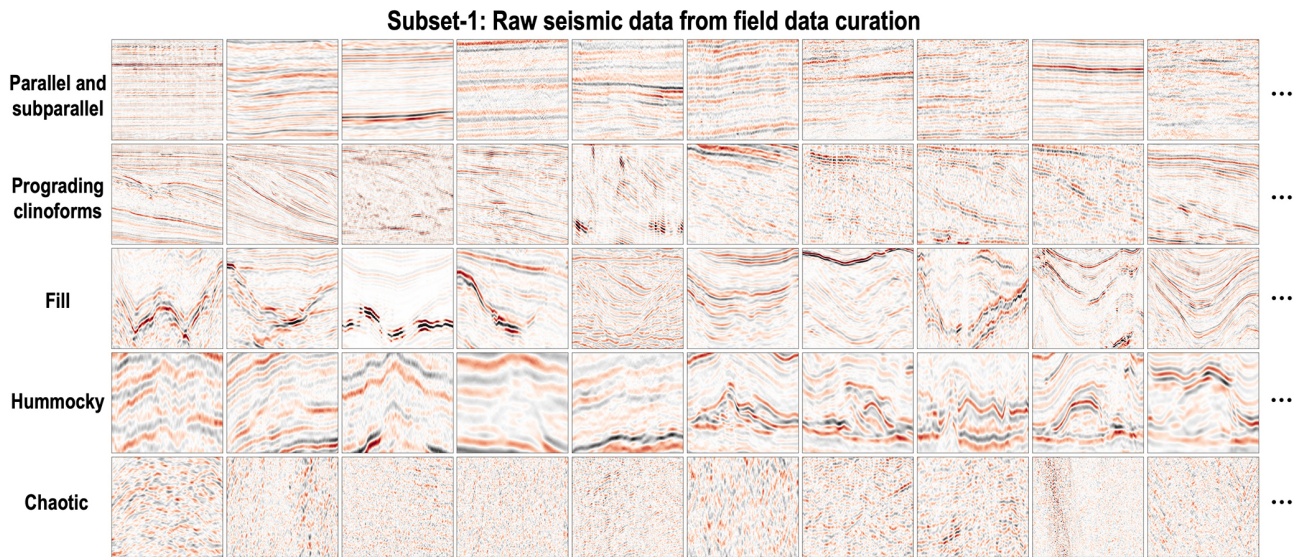 Subset-1: Raw seismic data from field data curation
Parallel and
subparallel
...
Prograding
clinoforms
...
Fill
...
Hummocky
...
Chaotic
...